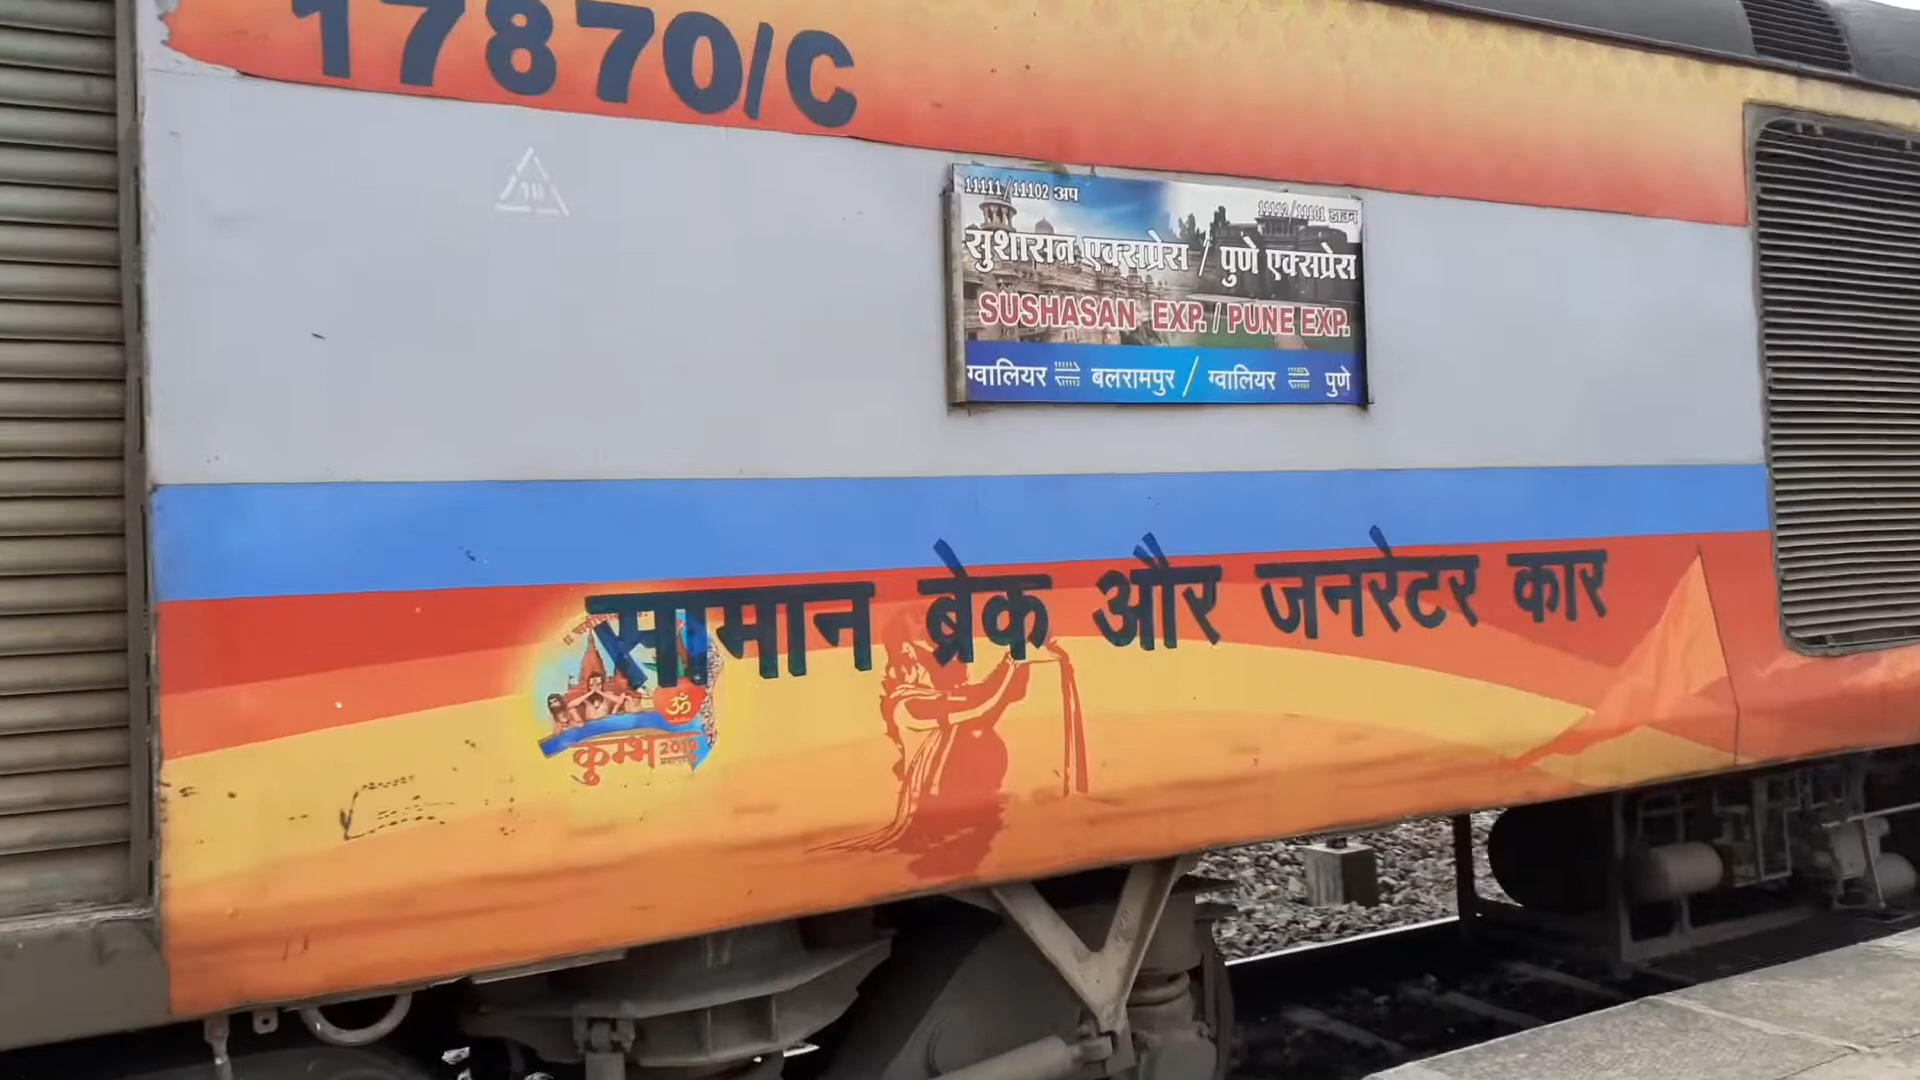 17870/C
11111/11102 अप
11112/11101 डाउन
सुशासन एक्सप्रेस / पुणे एक्सप्रेस
SUSHASAN EXP. / PUNE EXP.
ग्वालियर बलरामपुर / ग्वालियर पुणे
सामान ब्रेक और जनरेटर कार
ॐ
कुम्भ 2019